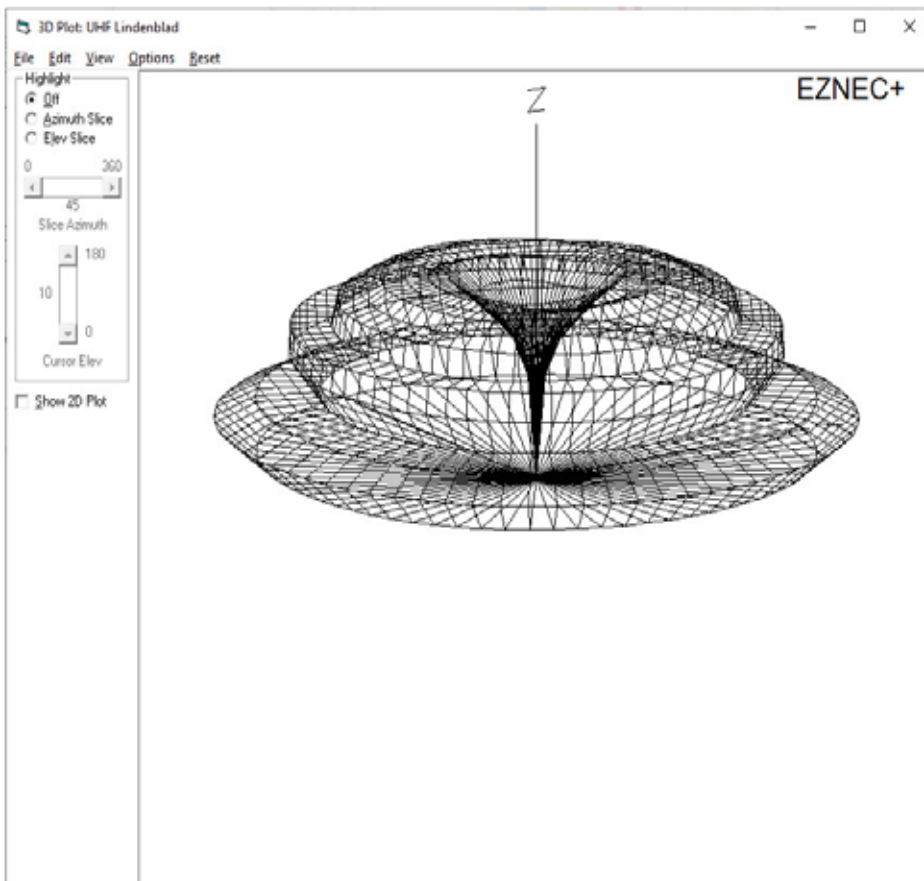 3D Plot: UHF Lindenblad
File Edit View Options Reset
Highlight
Off
Azimuth Slice
Elev Slice
0 360
45
Slice Azimuth
180
10
0
Cursor Elev
Show 2D Plot
EZNEC+
Z